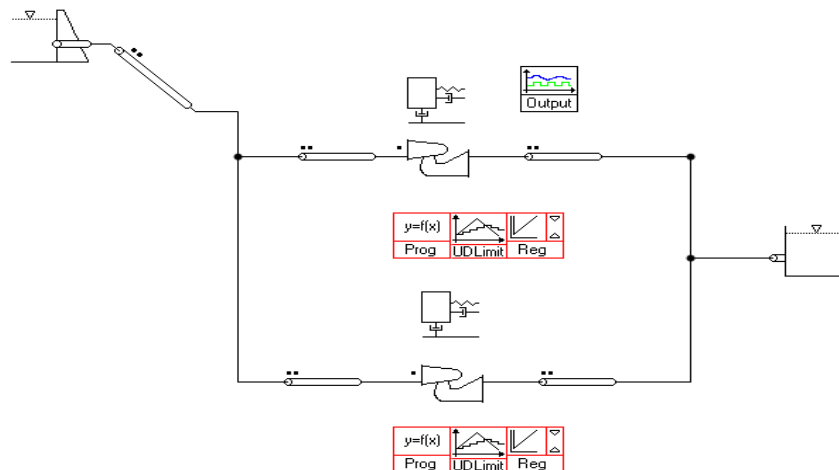 Output
y=f(x)
Prog UDLimit Reg
y=f(x)
Prog UDLimit Reg